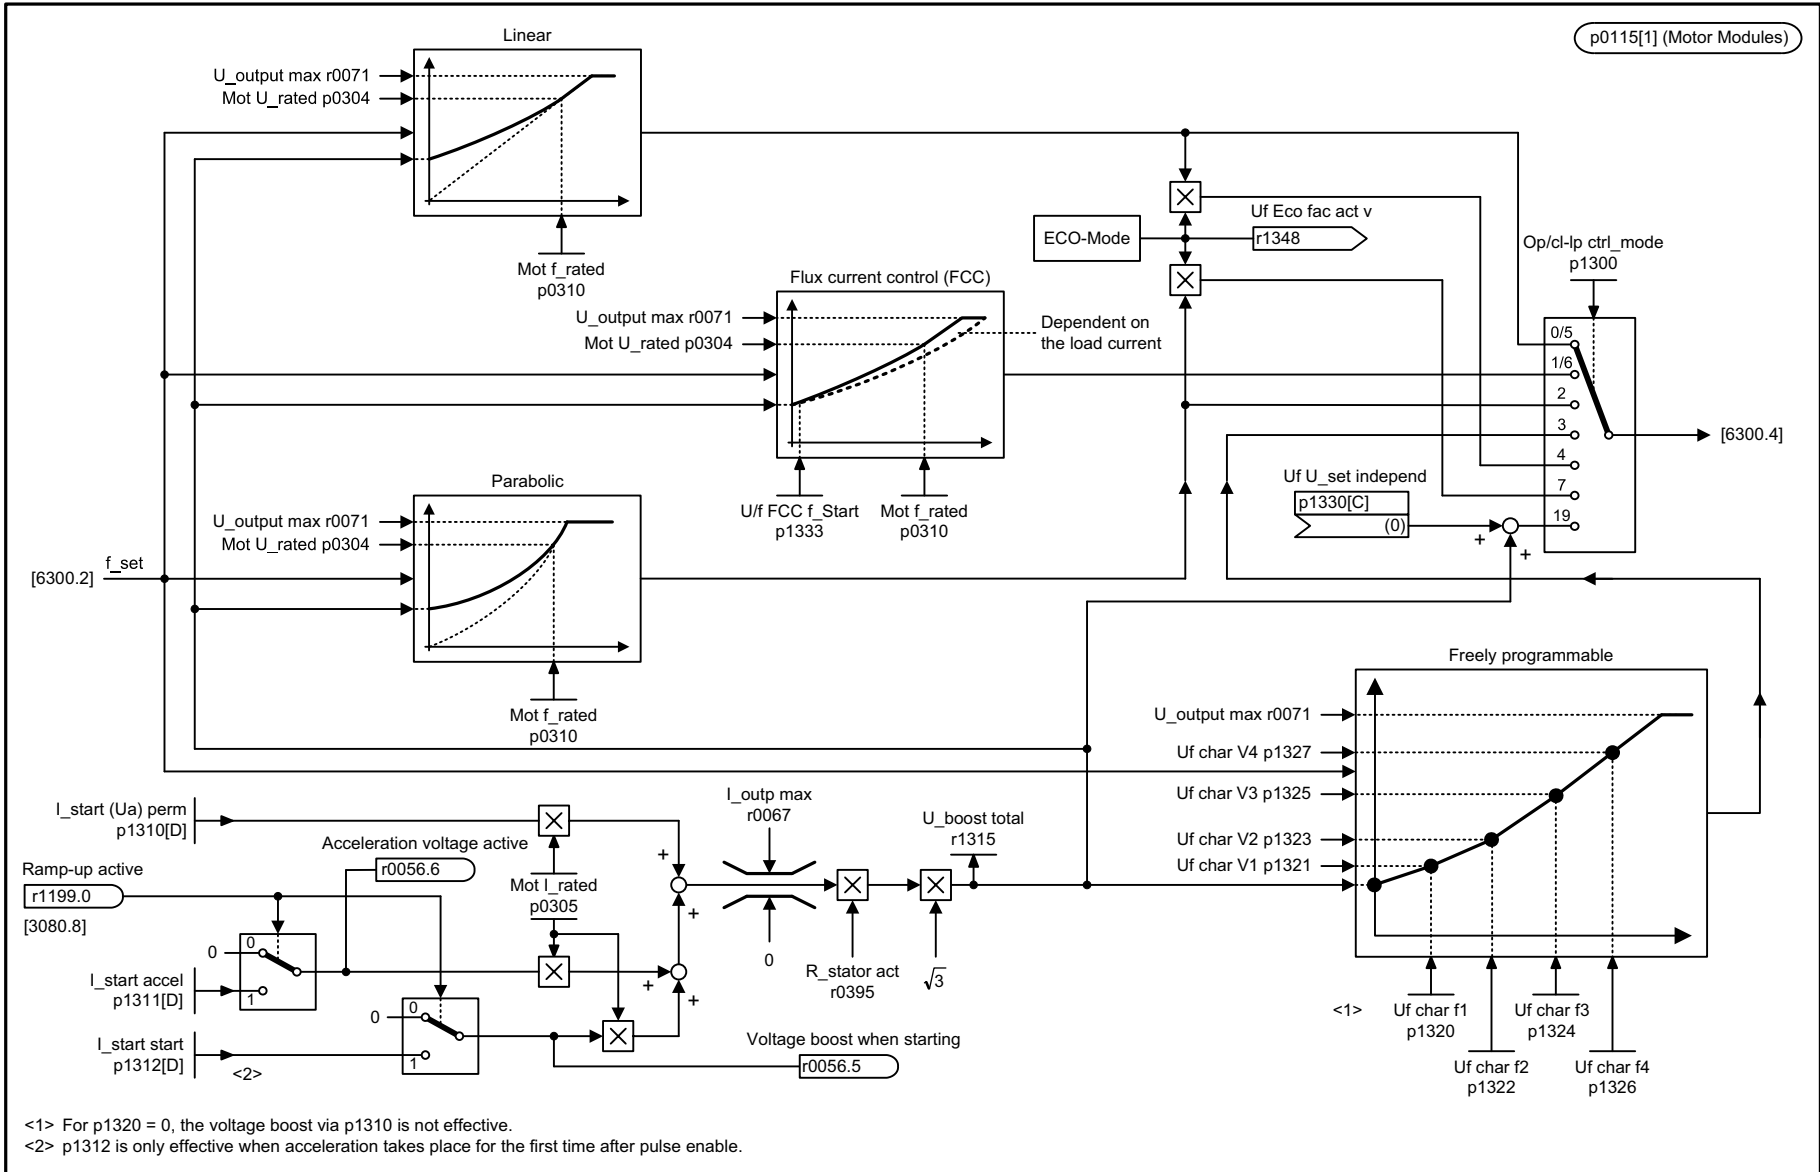 Linear
p0115[1] (Motor Modules)
U_output max r0071
Mot U_rated p0304
Mot f_rated
p0310
ECO-Mode
Uf Eco fac act v
r1348
Op/cl-lp ctrl_mode
p1300
Flux current control (FCC)
U_output max r0071
Mot U_rated p0304
Dependent on
the load current
U/f FCC f_Start
p1333
Mot f_rated
p0310
0/5
1/6
2
3
4
7
19
[6300.4]
Uf U_set independ
p1330[C]
(0)
+
+
Parabolic
U_output max r0071
Mot U_rated p0304
[6300.2]
f_set
Mot f_rated
p0310
Freely programmable
U_output max r0071
Uf char V4 p1327
Uf char V3 p1325
Uf char V2 p1323
Uf char V1 p1321
<1>
Uf char f1
p1320
Uf char f3
p1324
Uf char f2
p1322
Uf char f4
p1326
I_start (Ua) perm
p1310[D]
Acceleration voltage active
r0056.6
Ramp-up active
r1199.0
[3080.8]
Mot I_rated
p0305
+
+
I_outp max
r0067
0
U_boost total
r1315
R_stator act
r0395
√3
0
0
1
I_start accel
p1311[D]
+
+
0
0
1
I_start start
p1312[D]
<2>
Voltage boost when starting
r0056.5
<1> For p1320 = 0, the voltage boost via p1310 is not effective.
<2> p1312 is only effective when acceleration takes place for the first time after pulse enable.